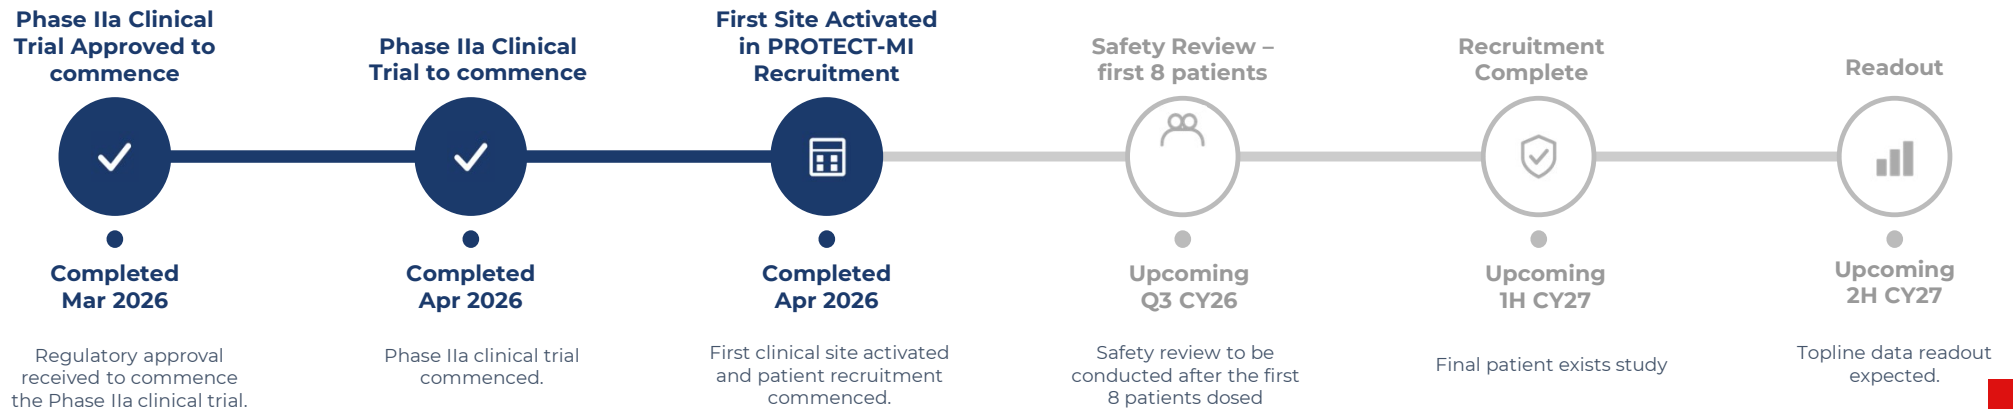 Phase IIa Clinical
Trial Approved to
commence
Completed
Mar 2026
Regulatory approval
received to commence
the Phase IIa clinical trial.
Phase IIa Clinical
Trial to commence
Completed
Apr 2026
Phase IIa clinical trial
commenced.
First Site Activated
in PROTECT-MI
Recruitment
Completed
Apr 2026
First clinical site activated
and patient recruitment
commenced.
Safety Review –
first 8 patients
Upcoming
Q3 CY26
Safety review to be
conducted after the first
8 patients dosed
Recruitment
Complete
Upcoming
1H CY27
Final patient exists study
Readout
Upcoming
2H CY27
Topline data readout
expected.